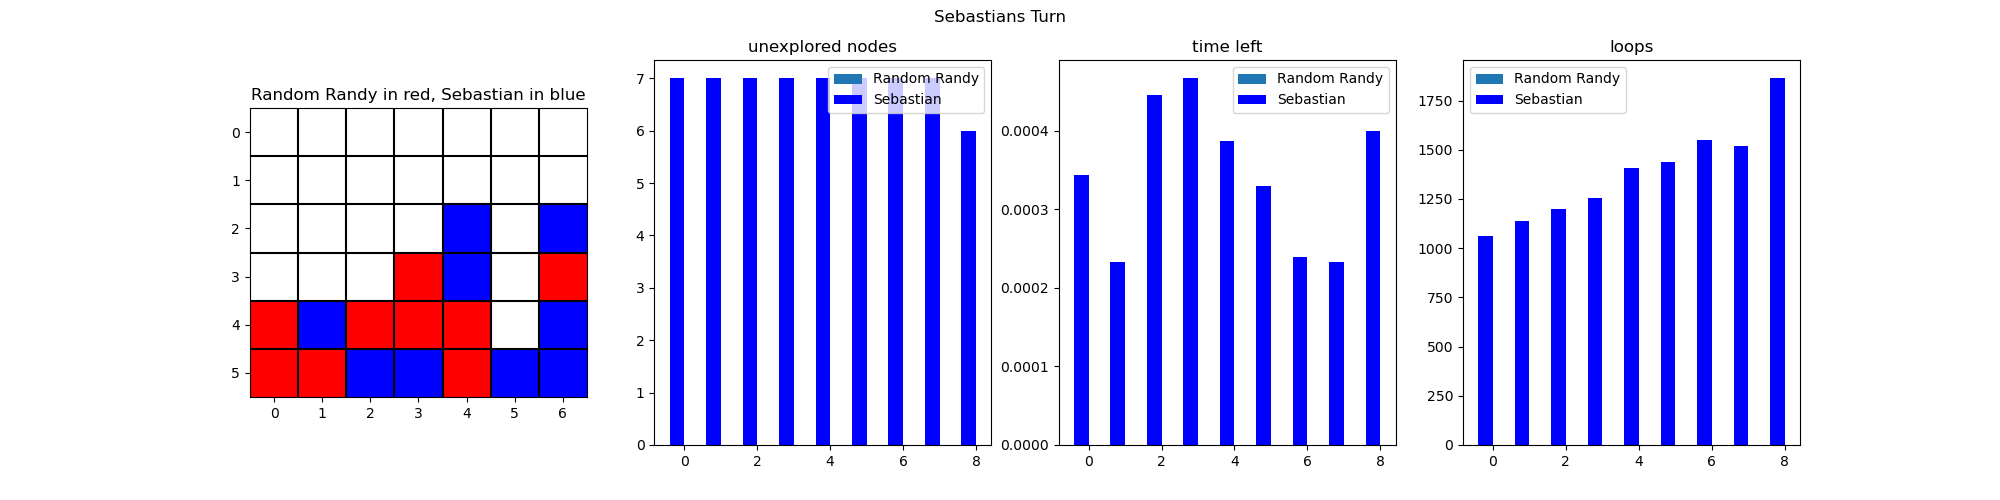 Sebastians Turn
Random Randy in red, Sebastian in blue
0
1
2
3
4
5
0 1 2 3 4 5 6
unexplored nodes
Random Randy
Sebastian
7
6
5
4
3
2
1
0
0 2 4 6 8
time left
Random Randy
Sebastian
0.0004
0.0003
0.0002
0.0001
0.0000
0 2 4 6 8
loops
Random Randy
Sebastian
1750
1500
1250
1000
750
500
250
0
0 2 4 6 8